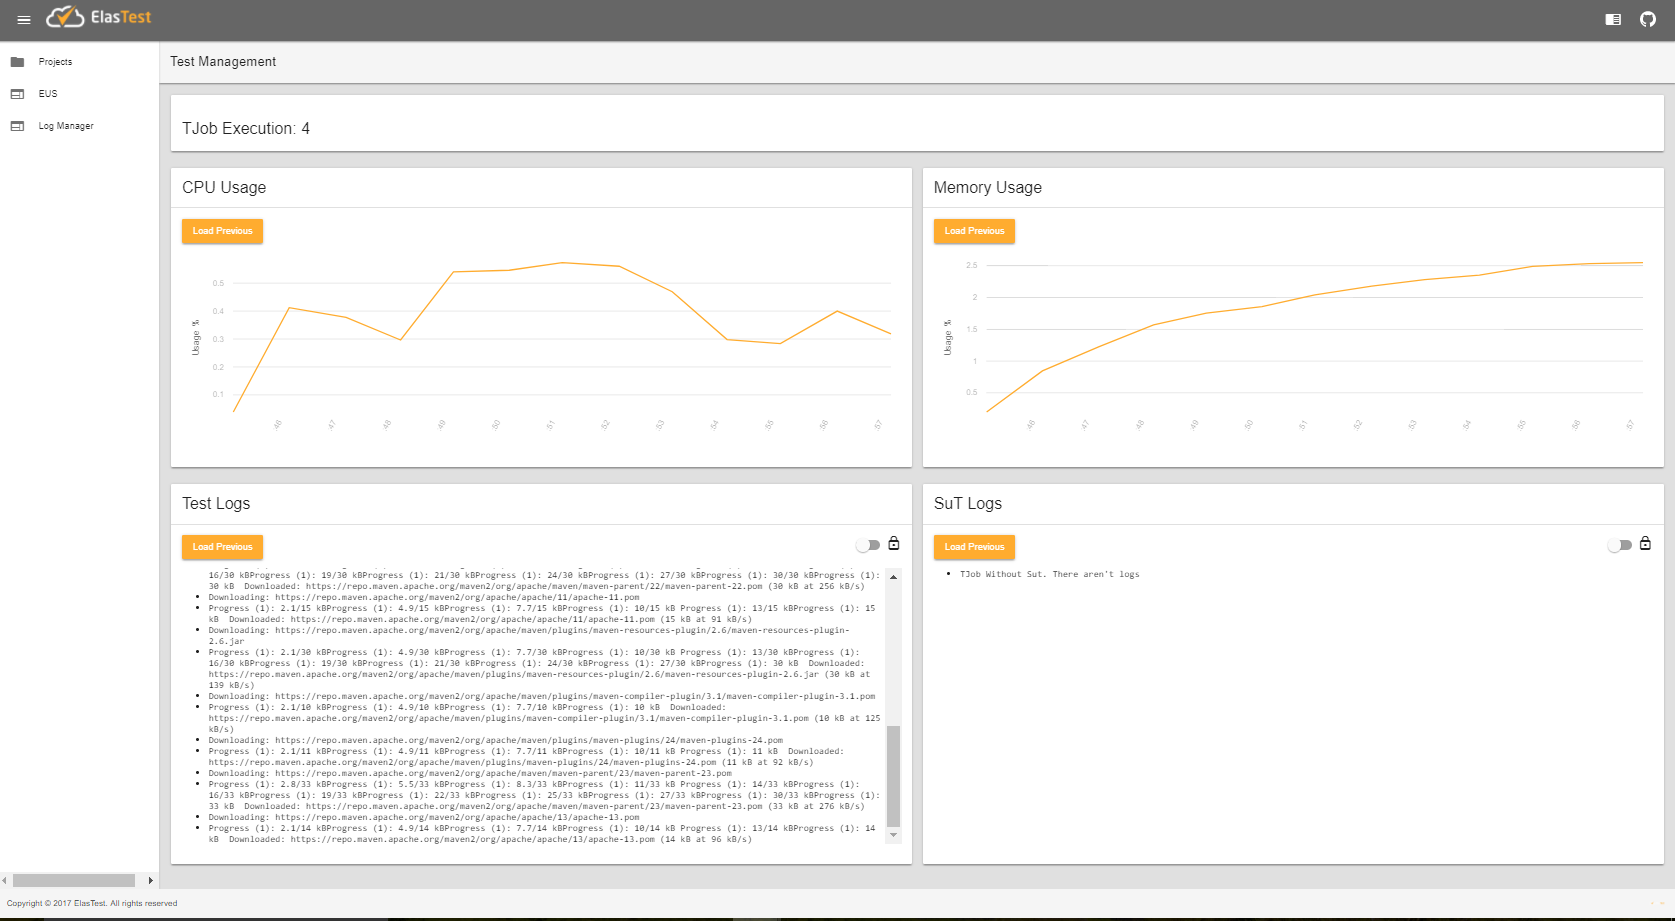 ElasTest
Projects
EUS
Log Manager
Test Management
TJob Execution: 4
CPU Usage
Load Previous
Usage %
0.5
0.4
0.3
0.2
0.1
:46
:47
:48
:49
:50
:51
:52
:53
:54
:55
:56
:57
Memory Usage
Load Previous
Usage %
2.5
2
1.5
1
0.5
:46
:47
:48
:49
:50
:51
:52
:53
:54
:55
:56
:57
Test Logs
Load Previous
16/30 kBProgress (1): 19/30 kBProgress (1): 21/30 kBProgress (1): 24/30 kBProgress (1): 27/30 kBProgress (1): 30/30 kBProgress (1):
30 kB  Downloaded: https://repo.maven.apache.org/maven2/org/apache/maven/maven-parent/22/maven-parent-22.pom (30 kB at 256 kB/s)
Downloading: https://repo.maven.apache.org/maven2/org/apache/apache/11/apache-11.pom
Progress (1): 2.1/15 kBProgress (1): 4.9/15 kBProgress (1): 7.7/15 kBProgress (1): 10/15 kB Progress (1): 13/15 kBProgress (1): 15
kB  Downloaded: https://repo.maven.apache.org/maven2/org/apache/apache/11/apache-11.pom (15 kB at 91 kB/s)
Downloading: https://repo.maven.apache.org/maven2/org/apache/maven/plugins/maven-resources-plugin/2.6/maven-resources-plugin-
2.6.jar
Progress (1): 2.1/30 kBProgress (1): 4.9/30 kBProgress (1): 7.7/30 kBProgress (1): 10/30 kB Progress (1): 13/30 kBProgress (1):
16/30 kBProgress (1): 19/30 kBProgress (1): 21/30 kBProgress (1): 24/30 kBProgress (1): 27/30 kBProgress (1): 30 kB  Downloaded:
https://repo.maven.apache.org/maven2/org/apache/maven/plugins/maven-resources-plugin/2.6/maven-resources-plugin-2.6.jar (30 kB at
139 kB/s)
Downloading: https://repo.maven.apache.org/maven2/org/apache/maven/plugins/maven-compiler-plugin/3.1/maven-compiler-plugin-3.1.pom
Progress (1): 2.1/10 kBProgress (1): 4.9/10 kBProgress (1): 7.7/10 kBProgress (1): 10 kB  Downloaded:
https://repo.maven.apache.org/maven2/org/apache/maven/plugins/maven-compiler-plugin/3.1/maven-compiler-plugin-3.1.pom (10 kB at 125
kB/s)
Downloading: https://repo.maven.apache.org/maven2/org/apache/maven/plugins/maven-plugins/24/maven-plugins-24.pom
Progress (1): 2.1/11 kBProgress (1): 4.9/11 kBProgress (1): 7.7/11 kBProgress (1): 10/11 kB Progress (1): 11 kB  Downloaded:
https://repo.maven.apache.org/maven2/org/apache/maven/plugins/maven-plugins/24/maven-plugins-24.pom (11 kB at 92 kB/s)
Downloading: https://repo.maven.apache.org/maven2/org/apache/maven/maven-parent/23/maven-parent-23.pom
Progress (1): 2.8/33 kBProgress (1): 5.5/33 kBProgress (1): 8.3/33 kBProgress (1): 11/33 kB Progress (1): 14/33 kBProgress (1):
16/33 kBProgress (1): 19/33 kBProgress (1): 22/33 kBProgress (1): 25/33 kBProgress (1): 27/33 kBProgress (1): 30/33 kBProgress (1):
33 kB  Downloaded: https://repo.maven.apache.org/maven2/org/apache/maven/maven-parent/23/maven-parent-23.pom (33 kB at 276 kB/s)
Downloading: https://repo.maven.apache.org/maven2/org/apache/apache/13/apache-13.pom
Progress (1): 2.1/14 kBProgress (1): 4.9/14 kBProgress (1): 7.7/14 kBProgress (1): 10/14 kB Progress (1): 13/14 kBProgress (1): 14
kB  Downloaded: https://repo.maven.apache.org/maven2/org/apache/apache/13/apache-13.pom (14 kB at 96 kB/s)
SuT Logs
Load Previous
TJob Without Sut. There aren't logs
Copyright © 2017 ElasTest. All rights reserved